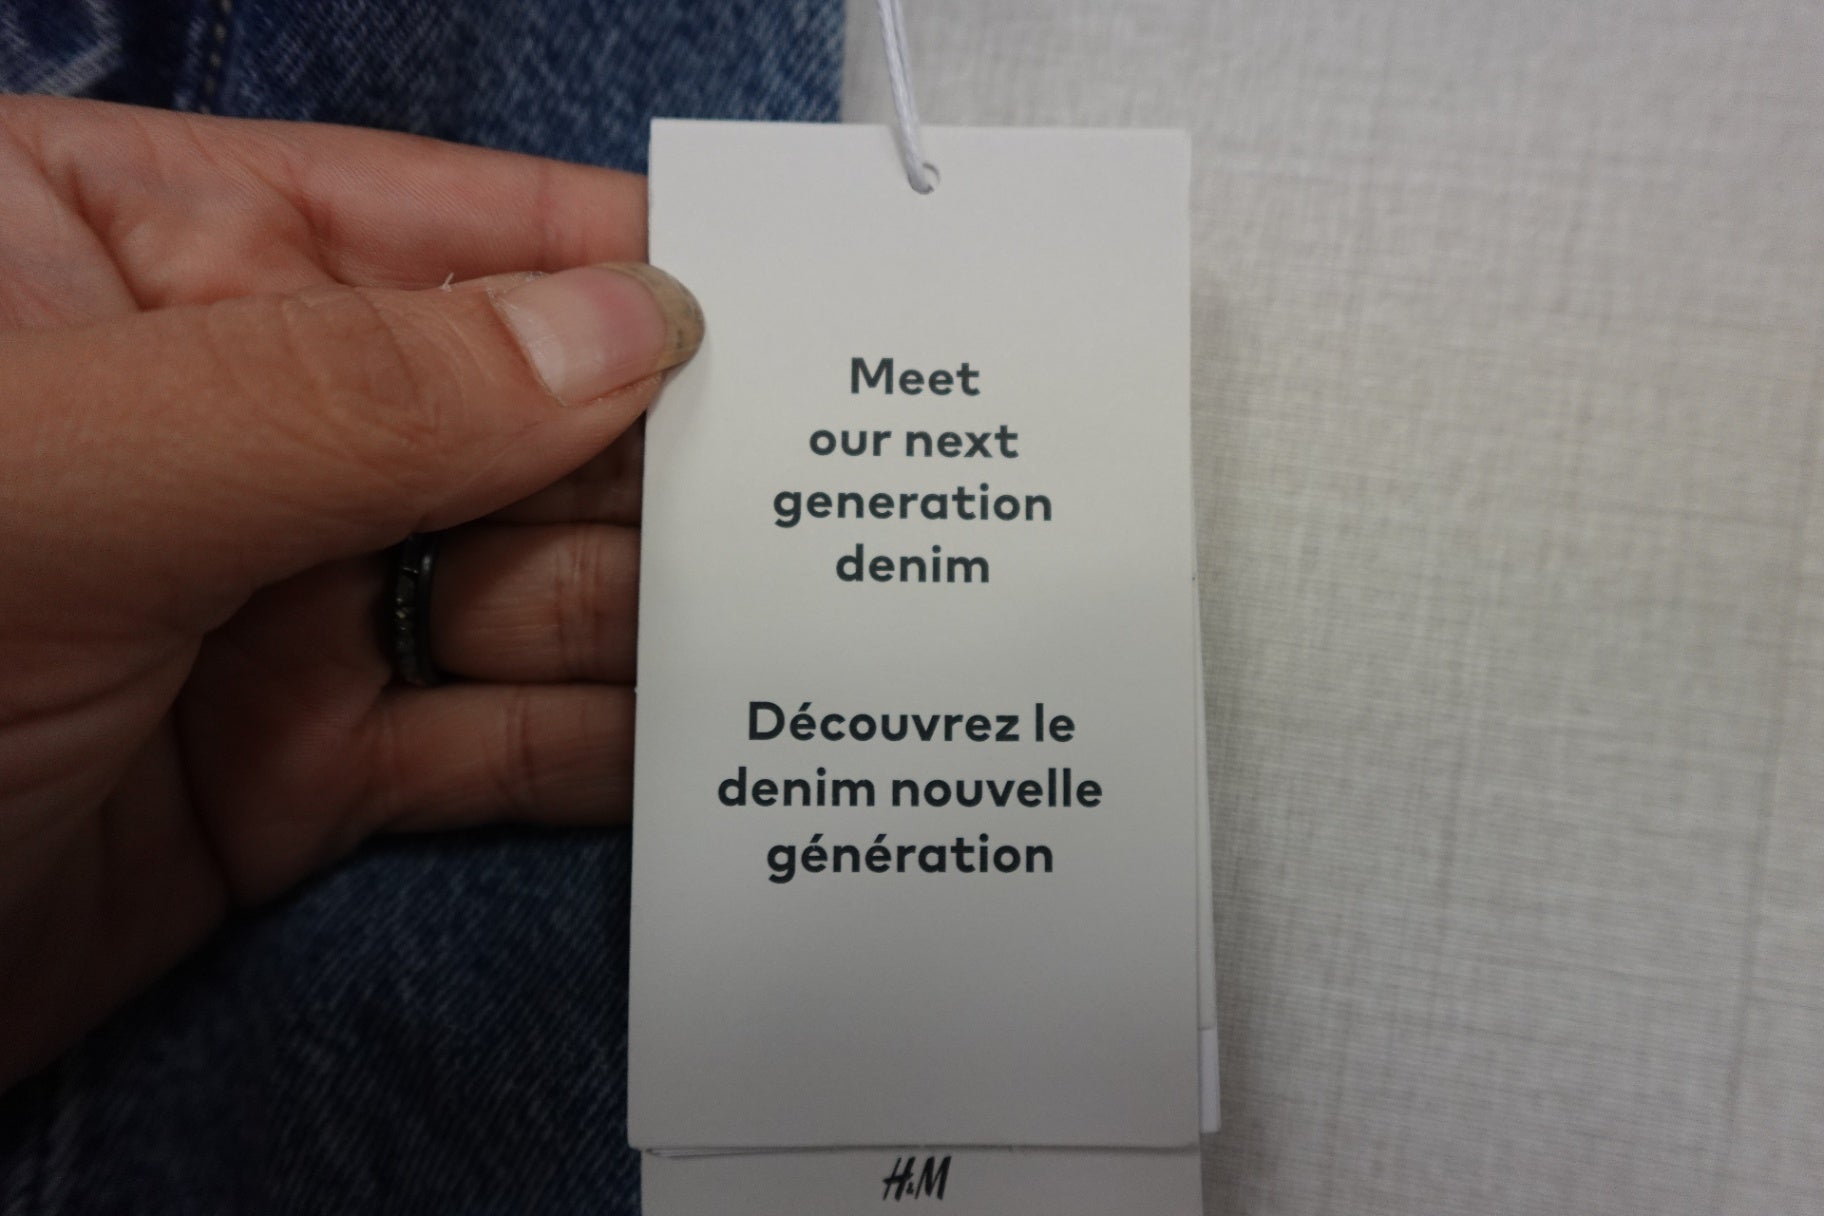 Meet
our next
generation
denim
Découvrez le
denim nouvelle
génération
H&M